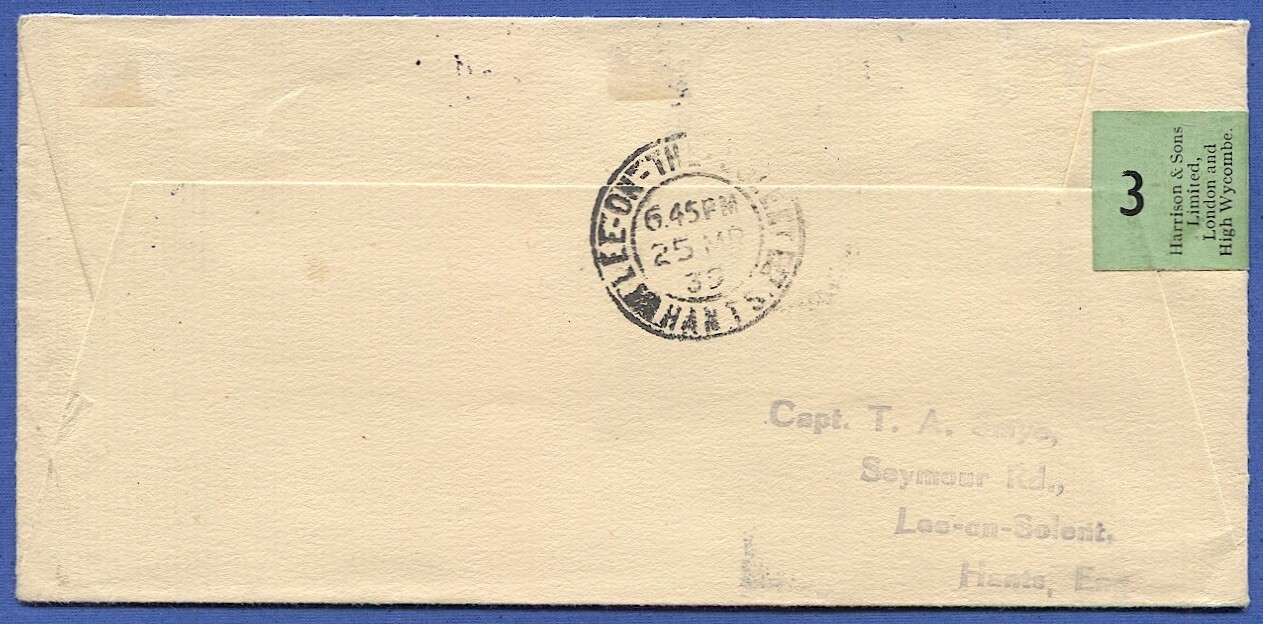 LEE-ON-THE-SOLENT
6.45PM
25 MR
39
HANTS.
3
Harrison & Sons
Limited,
London and
High Wycombe.
Capt. T. A.
Seymour Rd.,
Lee-on-Solent,
Hants,